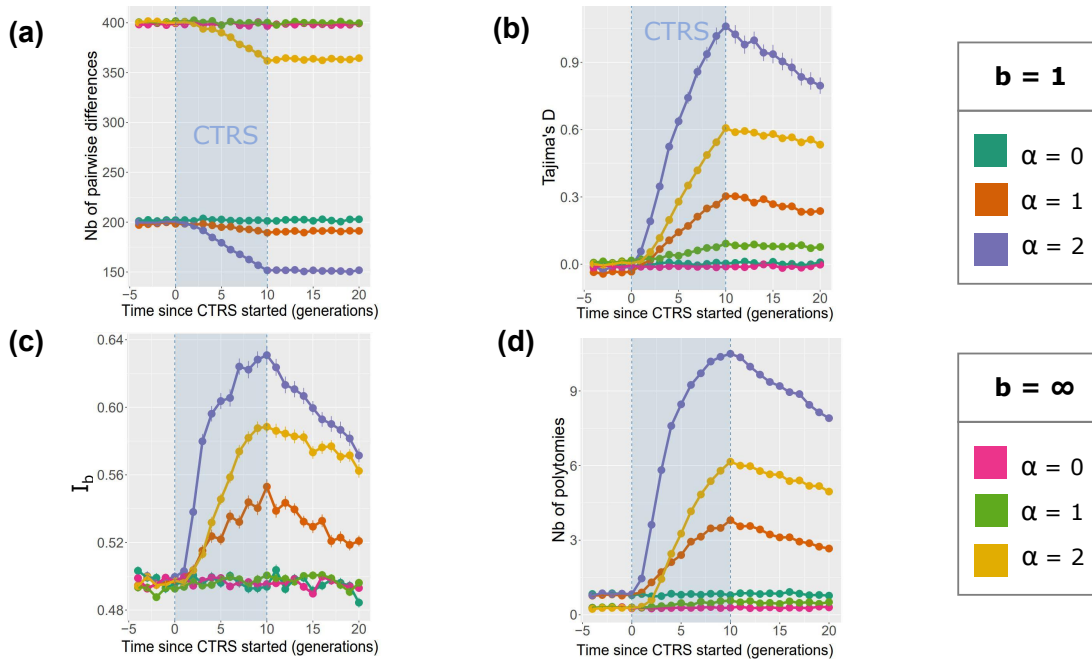 (a)
Nb of pairwise differences
400
350
300
250
200
150
CTRS
−5 0 5 10 15 20
Time since CTRS started (generations)
(b)
Tajima's D
0.9
0.6
0.3
0.0
CTRS
−5 0 5 10 15 20
Time since CTRS started (generations)
b = 1
α = 0
α = 1
α = 2
(c)
I_b
0.64
0.60
0.56
0.52
0.48
−5 0 5 10 15 20
Time since CTRS started (generations)
(d)
Nb of polytomies
9
6
3
0
−5 0 5 10 15 20
Time since CTRS started (generations)
b = ∞
α = 0
α = 1
α = 2